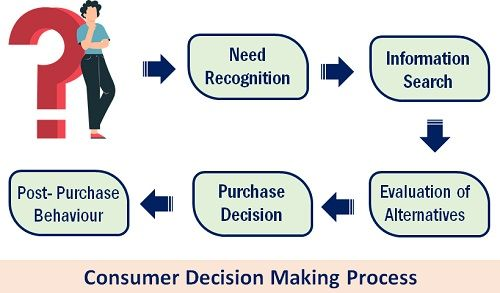 Need
Recognition
Information
Search
Evaluation of
Alternatives
Purchase
Decision
Post- Purchase
Behaviour
Consumer Decision Making Process